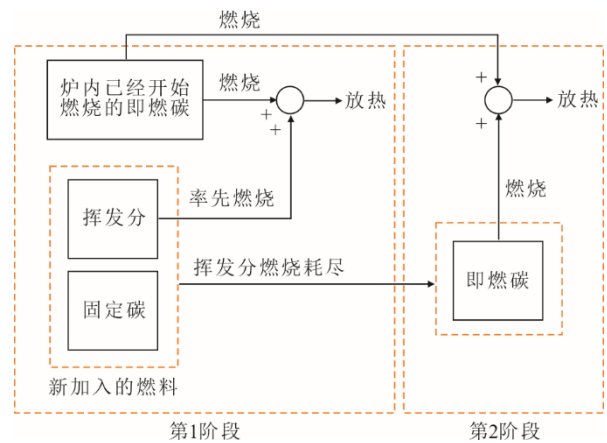 燃烧
炉内已经开始
燃烧的即燃碳
燃烧
+
+
放热
+
+
放热
挥发分
率先燃烧
燃烧
固定碳
挥发分燃烧耗尽
即燃碳
新加入的燃料
第1阶段
第2阶段